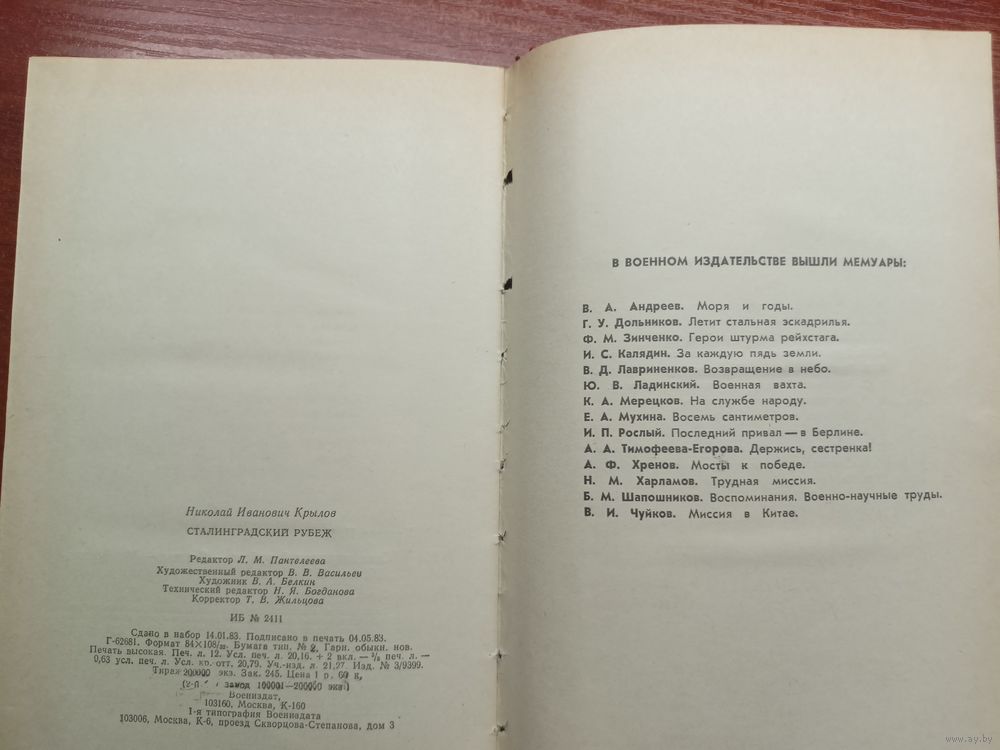 Николай Иванович Крылов
СТАЛИНГРАДСКИЙ РУБЕЖ
Редактор Л. М. Пантелеева
Художественный редактор В. В. Васильев
Художник В. А. Белкин
Технический редактор Н. Я. Богданова
Корректор Т. В. Жильцова
ИБ № 2411
Сдано в набор 14.01.83. Подписано в печать 04.05.83.
Г-62681. Формат 84×108/32. Бумага тип. № 2. Гарн. обыкн. нов.
Печать высокая. Печ. л. 12. Усл. печ. л. 20,16. + 2 вкл. — 3/8 печ. л. —
0,63 усл. печ. л. Усл. кр.-отт. 20,79. Уч.-изд. л. 21,27. Изд. № 3/9399.
Тираж 200000 экз. Зак. 245. Цена 1 р. 60 к.
завод 100001—200000 экз.)
Воениздат,
103160, Москва, К-160
1-я типография Воениздата
103006, Москва, К-6, проезд Скворцова-Степанова, дом 3
В ВОЕННОМ ИЗДАТЕЛЬСТВЕ ВЫШЛИ МЕМУАРЫ:
В. А. Андреев. Моря и годы.
Г. У. Дольников. Летит стальная эскадрилья.
Ф. М. Зинченко. Герои штурма рейхстага.
И. С. Калядин. За каждую пядь земли.
В. Д. Лавриненков. Возвращение в небо.
Ю. В. Ладинский. Военная вахта.
К. А. Мерецков. На службе народу.
Е. А. Мухина. Восемь сантиметров.
И. П. Рослый. Последний привал — в Берлине.
А. А. Тимофеева-Егорова. Держись, сестренка!
А. Ф. Хренов. Мосты к победе.
Н. М. Харламов. Трудная миссия.
Б. М. Шапошников. Воспоминания. Военно-научные труды.
В. И. Чуйков. Миссия в Китае.
www.ay.by